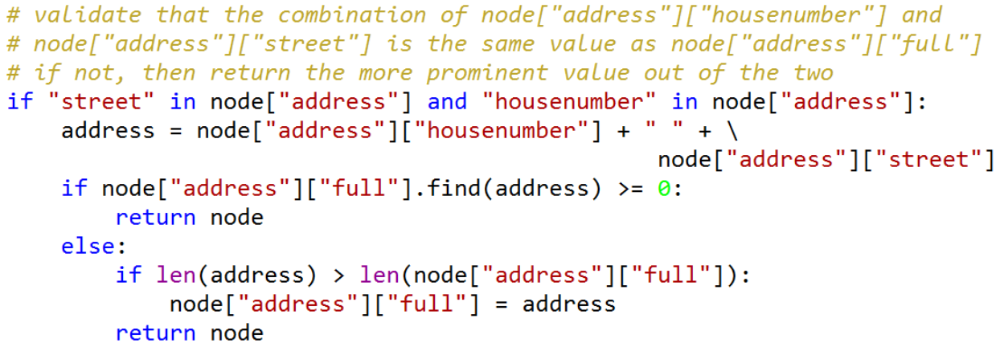 # validate that the combination of node["address"]["housenumber"] and
# node["address"]["street"] is the same value as node["address"]["full"]
# if not, then return the more prominent value out of the two
if "street" in node["address"] and "housenumber" in node["address"]:
    address = node["address"]["housenumber"] + " " + \
                                                node["address"]["street"]
    if node["address"]["full"].find(address) >= 0:
        return node
    else:
        if len(address) > len(node["address"]["full"]):
            node["address"]["full"] = address
        return node